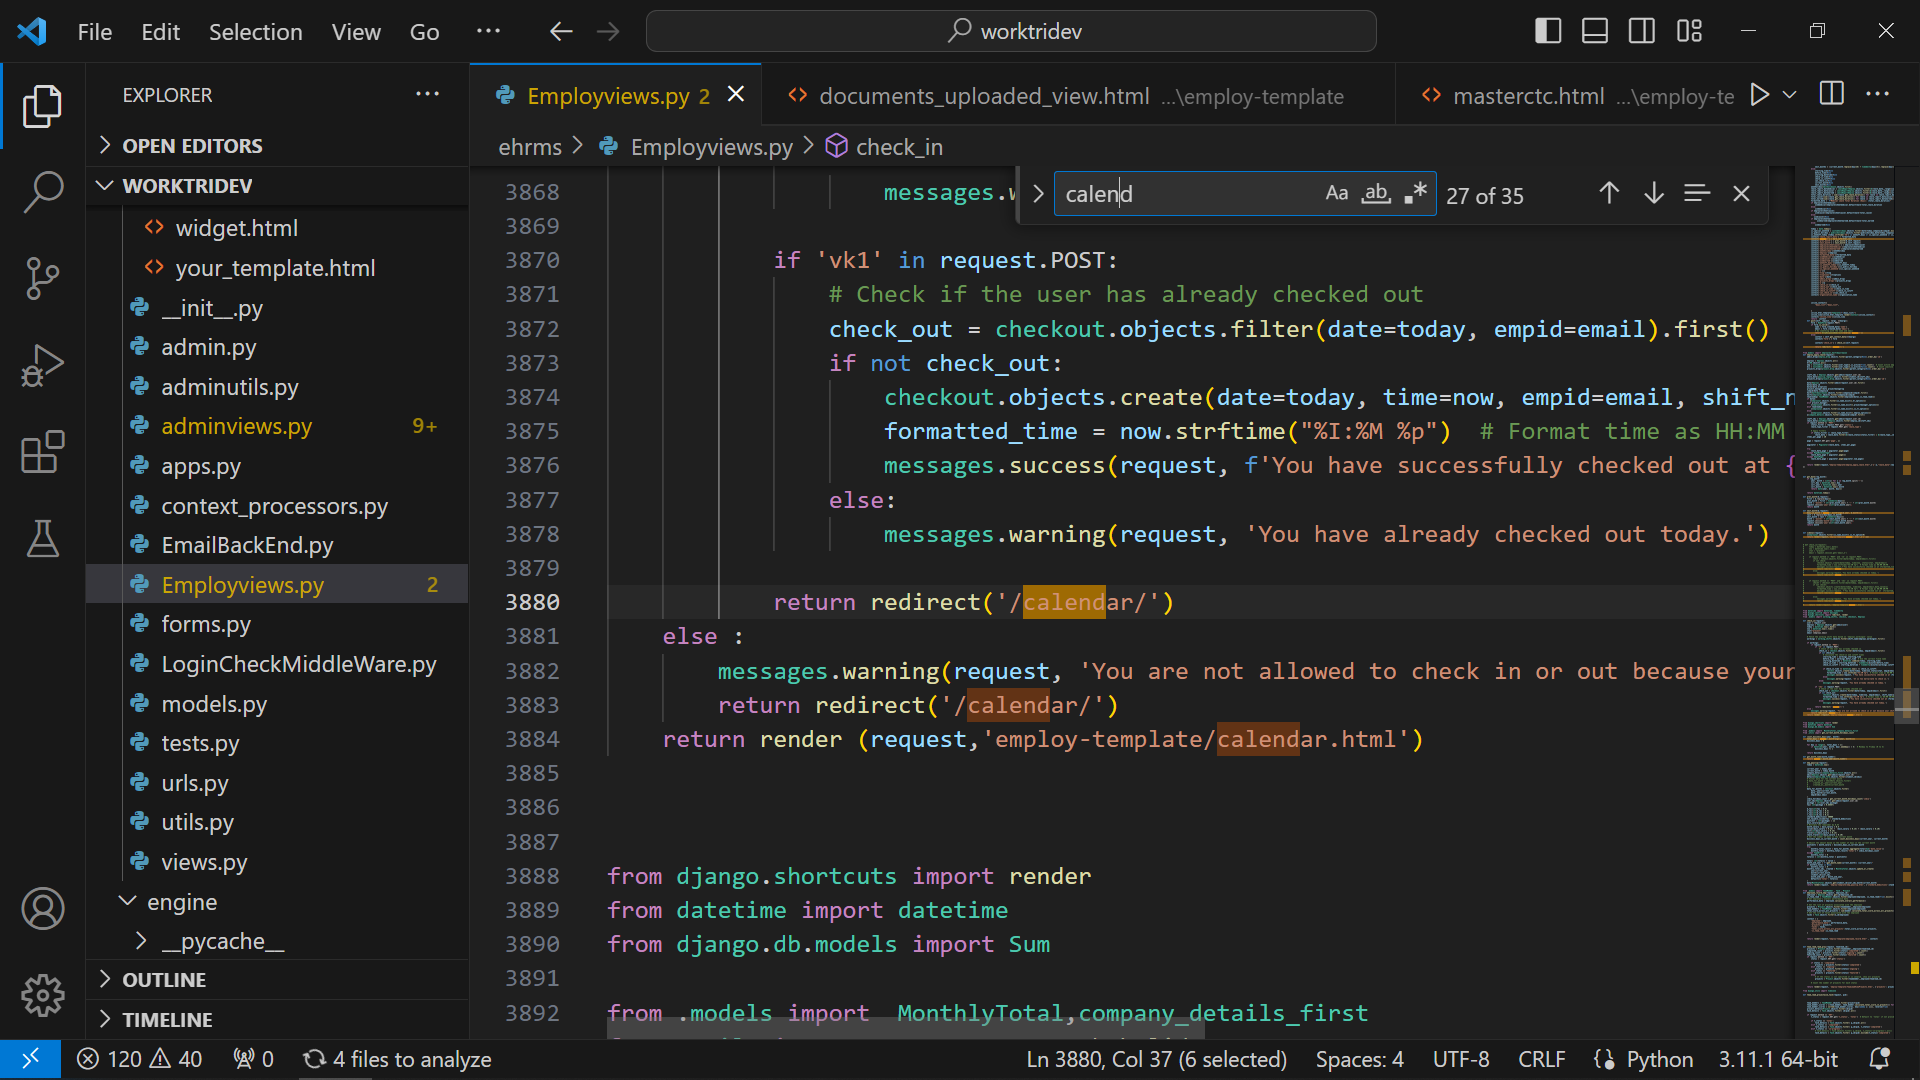 File Edit Selection View Go ··· worktridev
EXPLORER ···
OPEN EDITORS
WORKTRIDEV
widget.html
your_template.html
__init__.py
admin.py
adminutils.py
adminviews.py 9+
apps.py
context_processors.py
EmailBackEnd.py
Employviews.py 2
forms.py
LoginCheckMiddleWare.py
models.py
tests.py
urls.py
utils.py
views.py
engine
__pycache__
OUTLINE
TIMELINE
Employviews.py 2 documents_uploaded_view.html ...\employ-template masterctc.html ...\employ-te
ehrms > Employviews.py > check_in
calend Aa ab .* 27 of 35
3868 messages.w
3869
3870 if 'vk1' in request.POST:
3871 # Check if the user has already checked out
3872 check_out = checkout.objects.filter(date=today, empid=email).first()
3873 if not check_out:
3874 checkout.objects.create(date=today, time=now, empid=email, shift_n
3875 formatted_time = now.strftime("%I:%M %p") # Format time as HH:MM
3876 messages.success(request, f'You have successfully checked out at {
3877 else:
3878 messages.warning(request, 'You have already checked out today.')
3879
3880 return redirect('/calendar/')
3881 else :
3882 messages.warning(request, 'You are not allowed to check in or out because your
3883 return redirect('/calendar/')
3884 return render (request,'employ-template/calendar.html')
3885
3886
3887
3888 from django.shortcuts import render
3889 from datetime import datetime
3890 from django.db.models import Sum
3891
3892 from .models import MonthlyTotal,company_details_first
120 40 0 4 files to analyze Ln 3880, Col 37 (6 selected) Spaces: 4 UTF-8 CRLF {} Python 3.11.1 64-bit